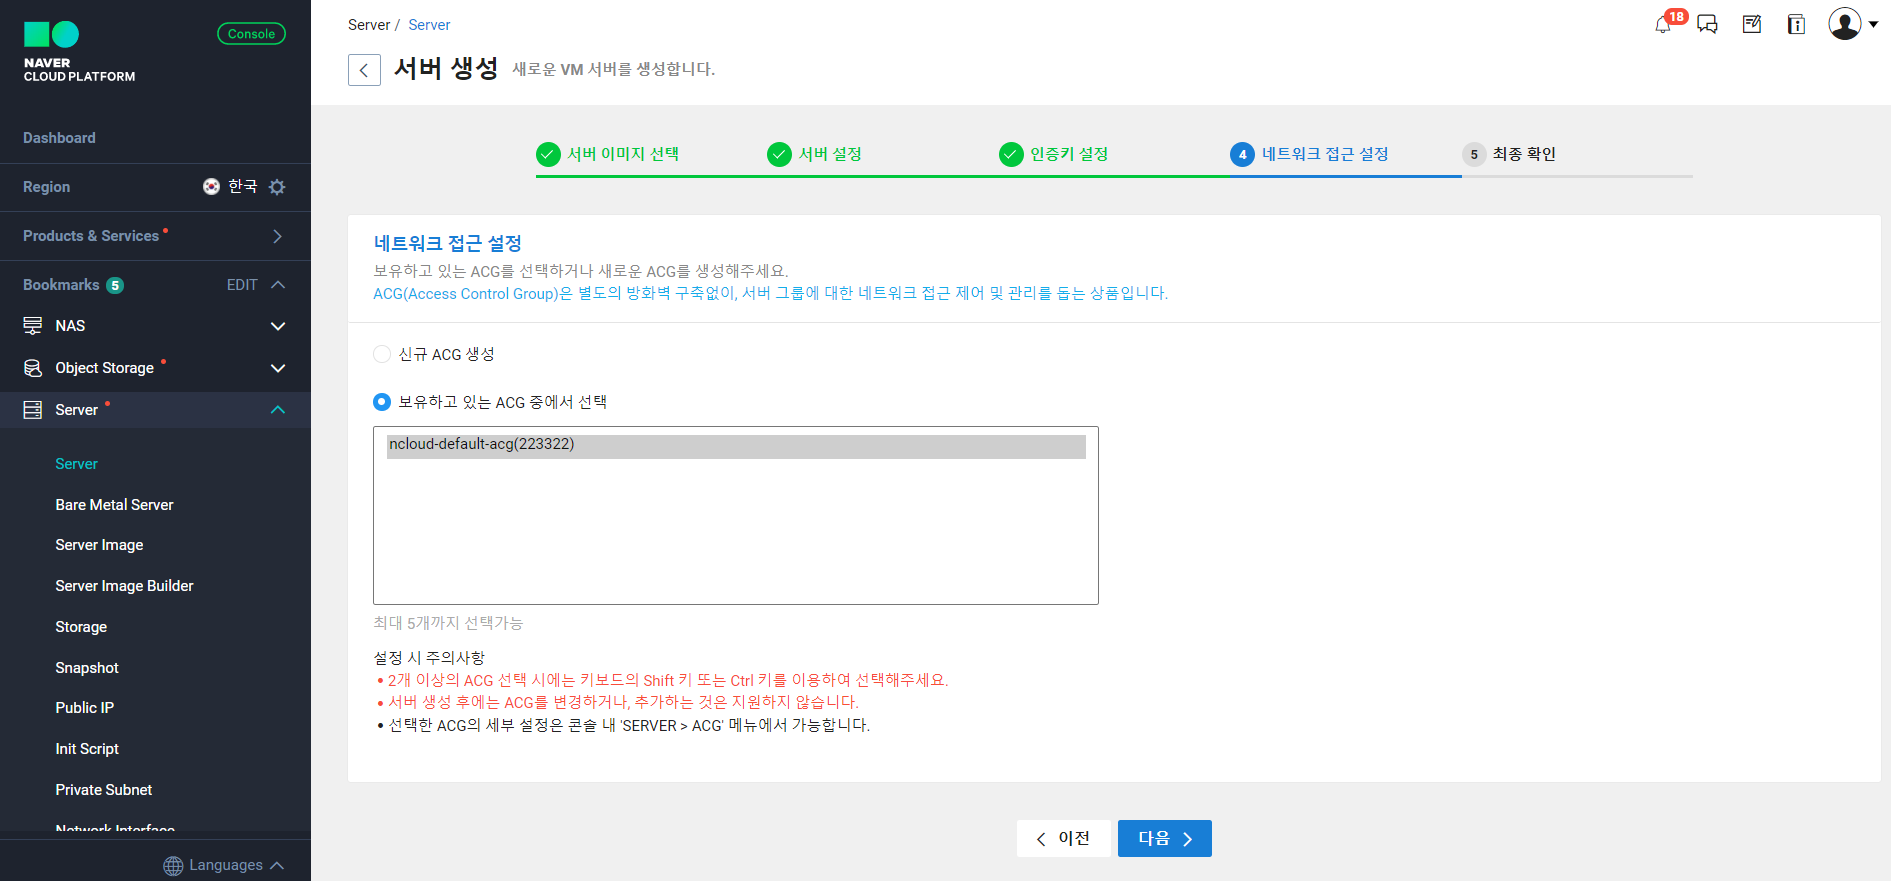 NAVER
CLOUD PLATFORM
Console
Dashboard
Region 한국
Products & Services
Bookmarks 5 EDIT
NAS
Object Storage
Server
Server
Bare Metal Server
Server Image
Server Image Builder
Storage
Snapshot
Public IP
Init Script
Private Subnet
Network Interface
Languages
Server / Server
18
서버 생성 새로운 VM 서버를 생성합니다.
서버 이미지 선택 서버 설정 인증키 설정 4 네트워크 접근 설정 5 최종 확인
네트워크 접근 설정
보유하고 있는 ACG를 선택하거나 새로운 ACG를 생성해주세요.
ACG(Access Control Group)은 별도의 방화벽 구축없이, 서버 그룹에 대한 네트워크 접근 제어 및 관리를 돕는 상품입니다.
신규 ACG 생성
보유하고 있는 ACG 중에서 선택
ncloud-default-acg(223322)
최대 5개까지 선택가능
설정 시 주의사항
• 2개 이상의 ACG 선택 시에는 키보드의 Shift 키 또는 Ctrl 키를 이용하여 선택해주세요.
• 서버 생성 후에는 ACG를 변경하거나, 추가하는 것은 지원하지 않습니다.
• 선택한 ACG의 세부 설정은 콘솔 내 'SERVER > ACG' 메뉴에서 가능합니다.
이전 다음